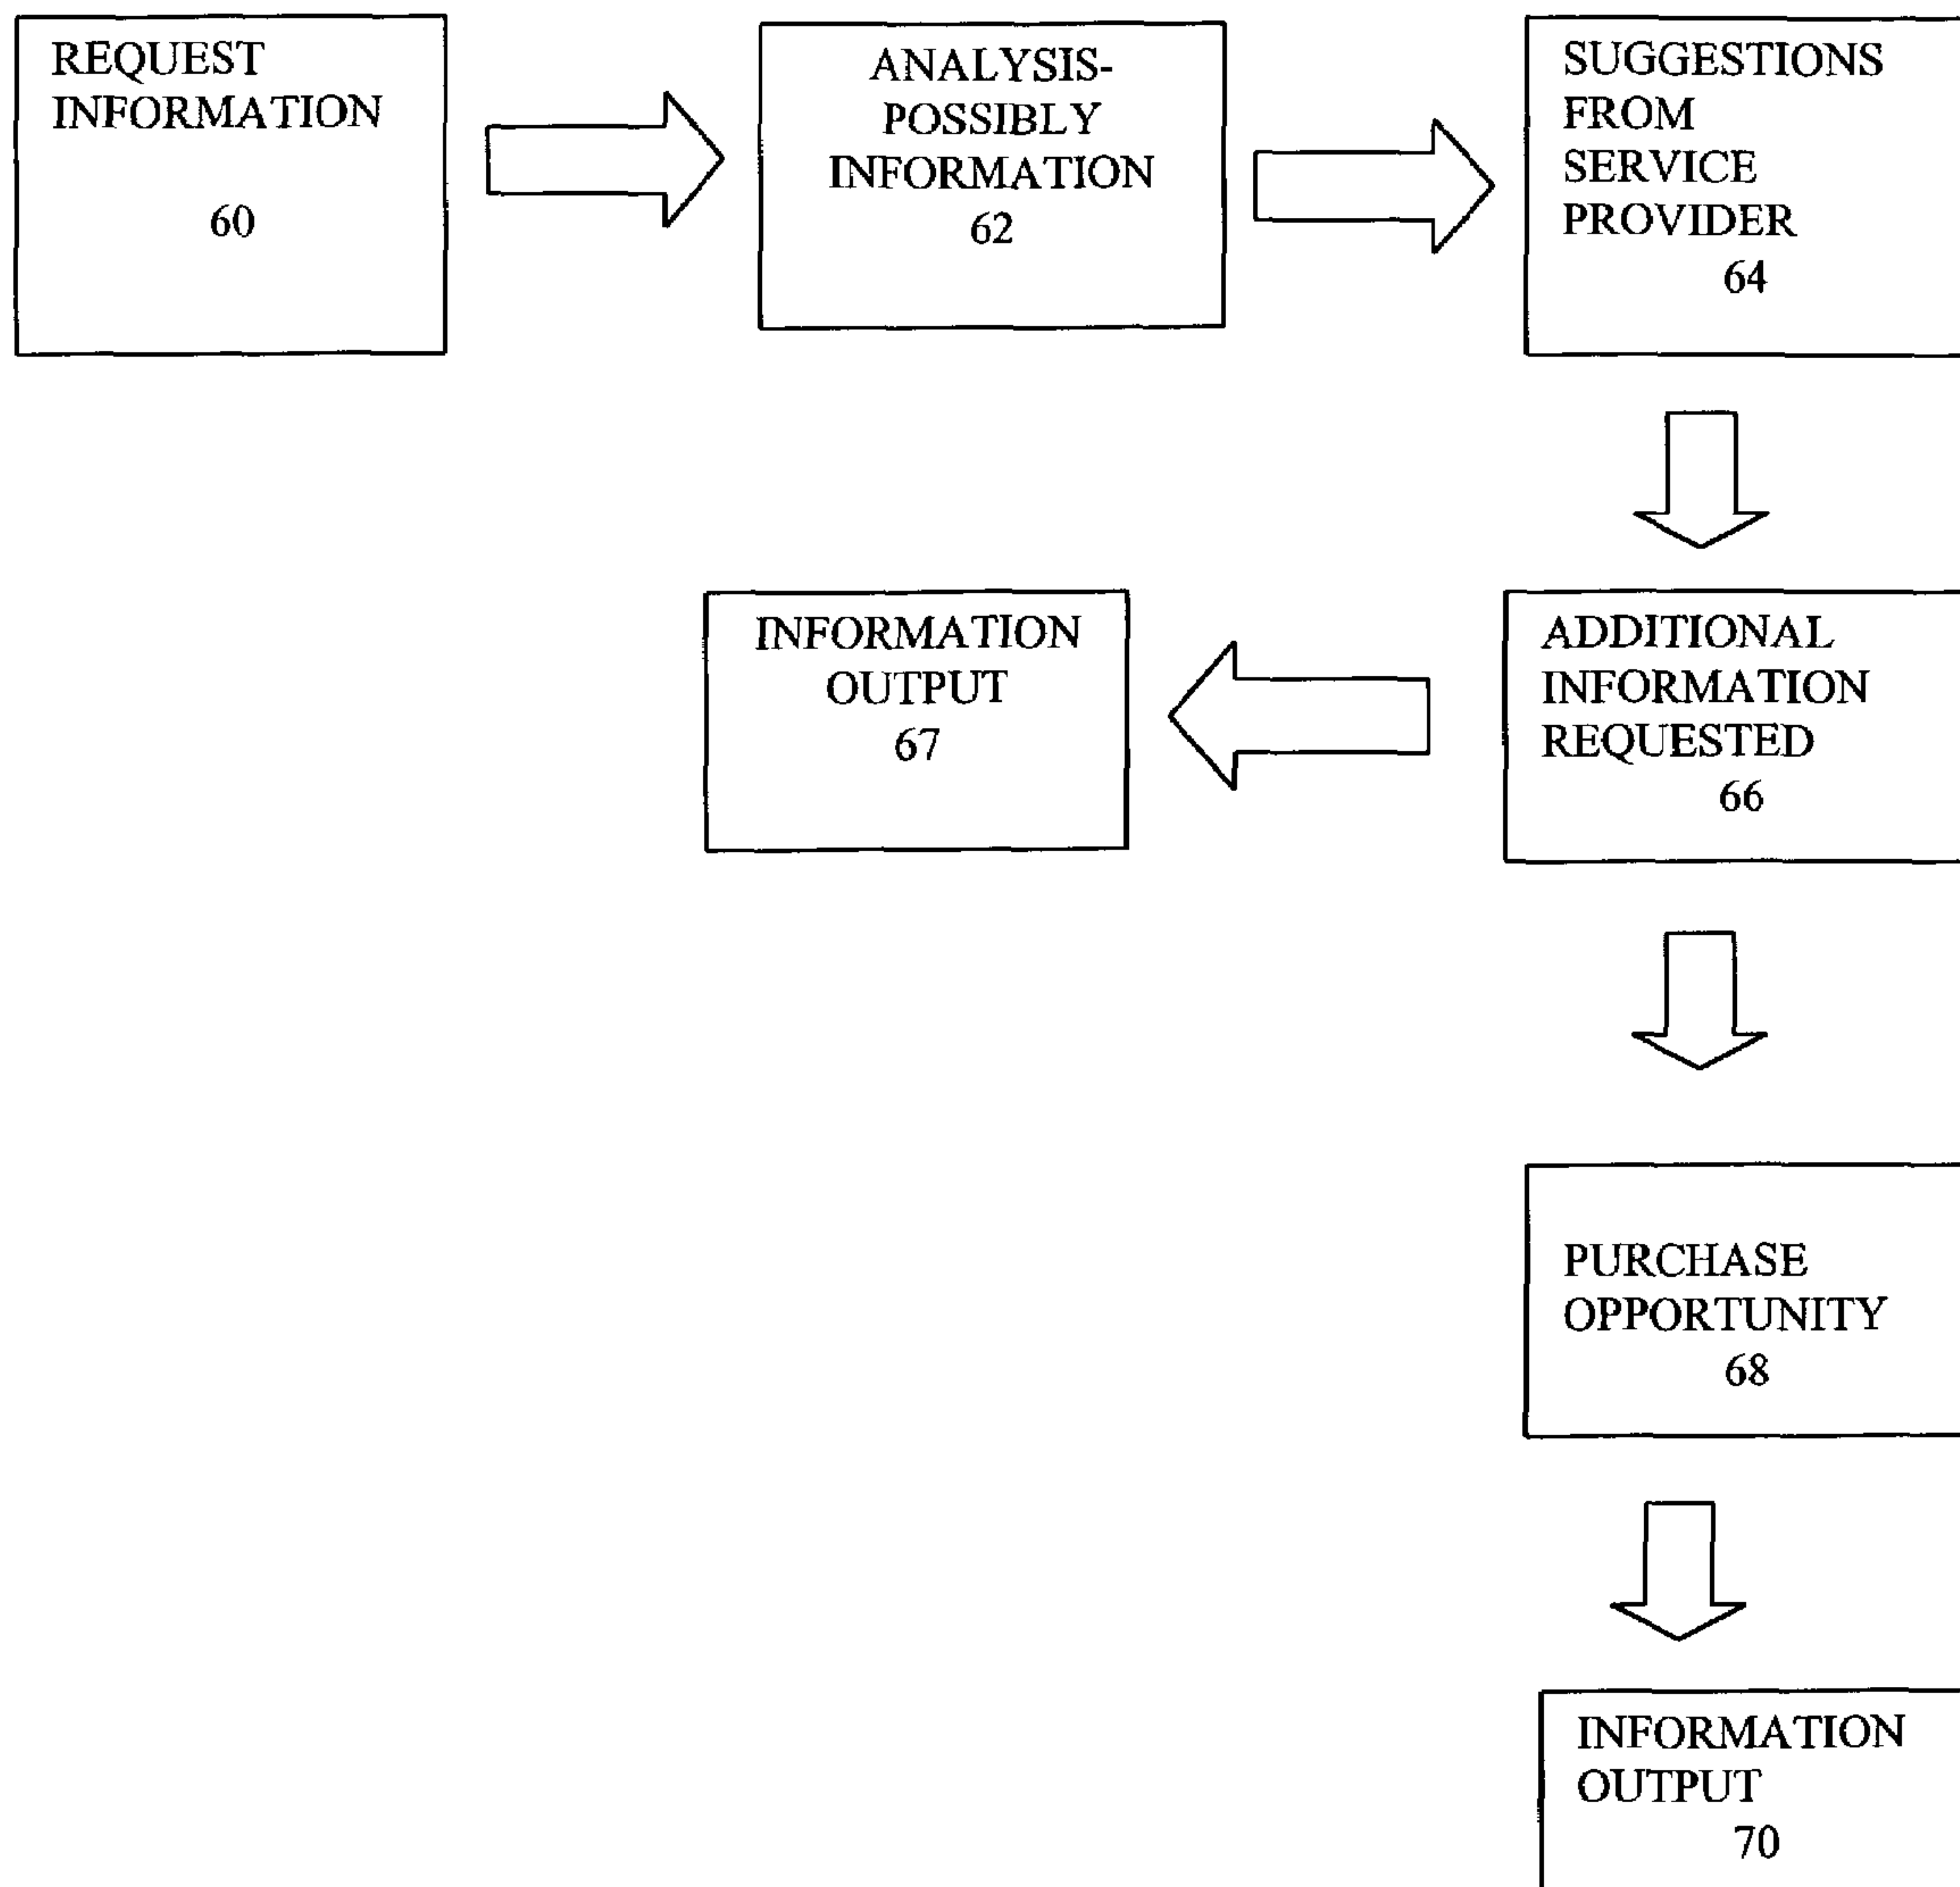 REQUEST
INFORMATION
60
ANALYSIS-
POSSIBLY
INFORMATION
62
SUGGESTIONS
FROM
SERVICE
PROVIDER
64
INFORMATION
OUTPUT
67
ADDITIONAL
INFORMATION
REQUESTED
66
PURCHASE
OPPORTUNITY
68
INFORMATION
OUTPUT
70